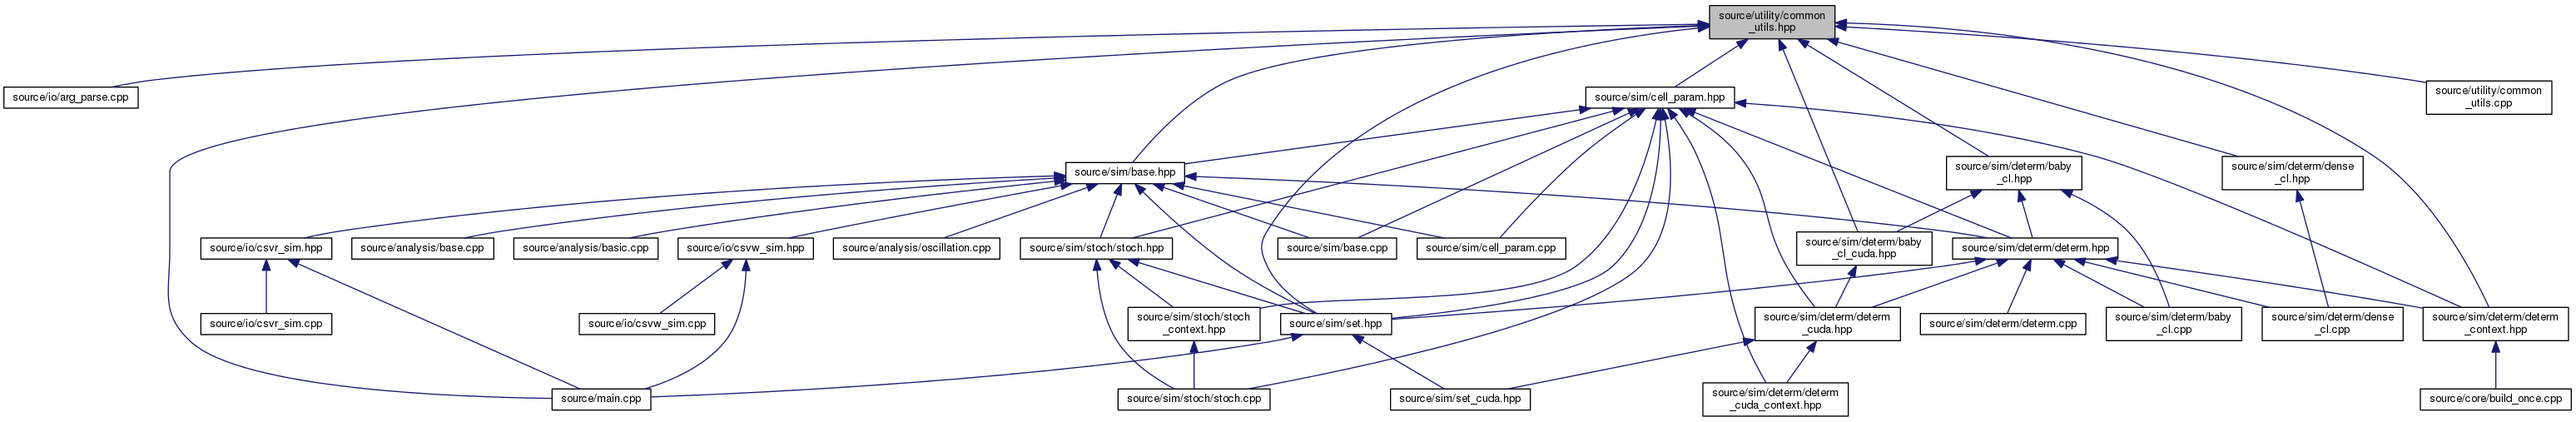 source/utility/common
_utils.hpp
source/io/arg_parse.cpp
source/sim/cell_param.hpp
source/utility/common
_utils.cpp
source/sim/base.hpp
source/sim/determ/baby
_cl.hpp
source/sim/determ/dense
_cl.hpp
source/io/csvr_sim.hpp
source/analysis/base.cpp
source/analysis/basic.cpp
source/io/csvw_sim.hpp
source/analysis/oscillation.cpp
source/sim/stoch/stoch.hpp
source/sim/base.cpp
source/sim/cell_param.cpp
source/sim/determ/baby
_cl_cuda.hpp
source/sim/determ/determ.hpp
source/io/csvr_sim.cpp
source/io/csvw_sim.cpp
source/sim/stoch/stoch
_context.hpp
source/sim/set.hpp
source/sim/determ/determ
_cuda.hpp
source/sim/determ/determ.cpp
source/sim/determ/baby
_cl.cpp
source/sim/determ/dense
_cl.cpp
source/sim/determ/determ
_context.hpp
source/main.cpp
source/sim/stoch/stoch.cpp
source/sim/set_cuda.hpp
source/sim/determ/determ
_cuda_context.hpp
source/core/build_once.cpp